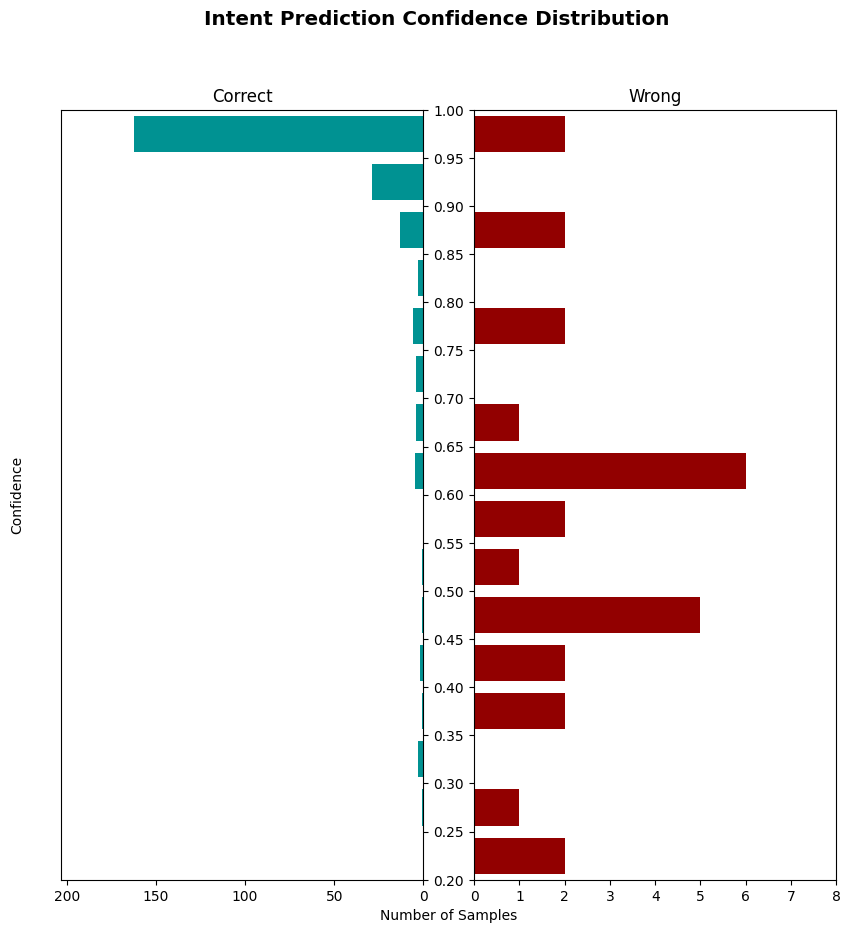 Intent Prediction Confidence Distribution
Correct
Wrong
1.00
0.95
0.90
0.85
0.80
0.75
0.70
0.65
0.60
0.55
0.50
0.45
0.40
0.35
0.30
0.25
0.20
Confidence
200 150 100 50 0
0 1 2 3 4 5 6 7 8
Number of Samples